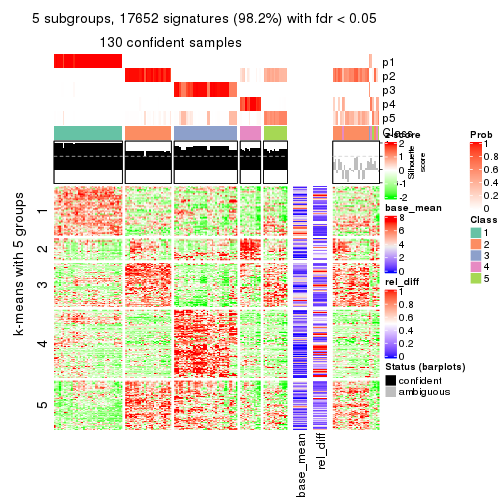 5 subgroups, 17652 signatures (98.2%) with fdr < 0.05
130 confident samples
p1
p2
p3
p4
p5
Class
z-score
2
1
0
-1
-2
Silhouette
score
Prob
1
0.8
0.6
0.4
0.2
0
base_mean
8
6
4
2
0
Class
1
2
3
4
5
rel_diff
1
0.8
0.6
0.4
0.2
0
Status (barplots)
confident
ambiguous
k-means with 5 groups
1
2
3
4
5
base_mean
rel_diff